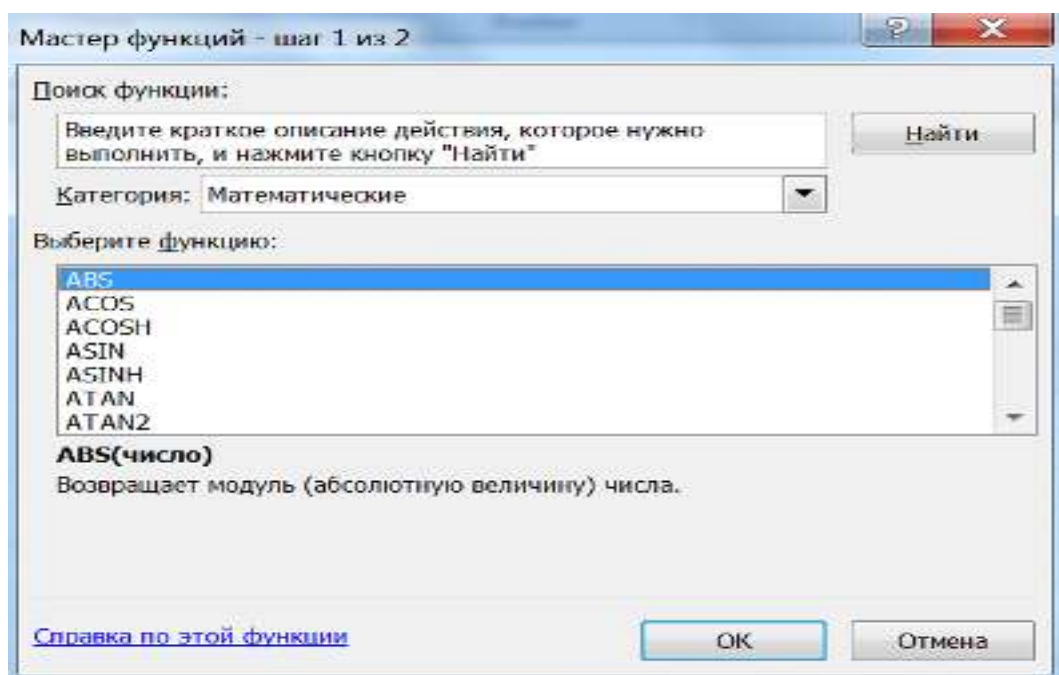 Мастер функций - шаг 1 из 2
Поиск функции:
Введите краткое описание действия, которое нужно
выполнить, и нажмите кнопку "Найти"
Найти
Категория: Математические
Выберите функцию:
ABS
ACOS
ACOSH
ASIN
ASINH
ATAN
ATAN2
ABS(число)
Возвращает модуль (абсолютную величину) числа.
Справка по этой функции
ОК
Отмена